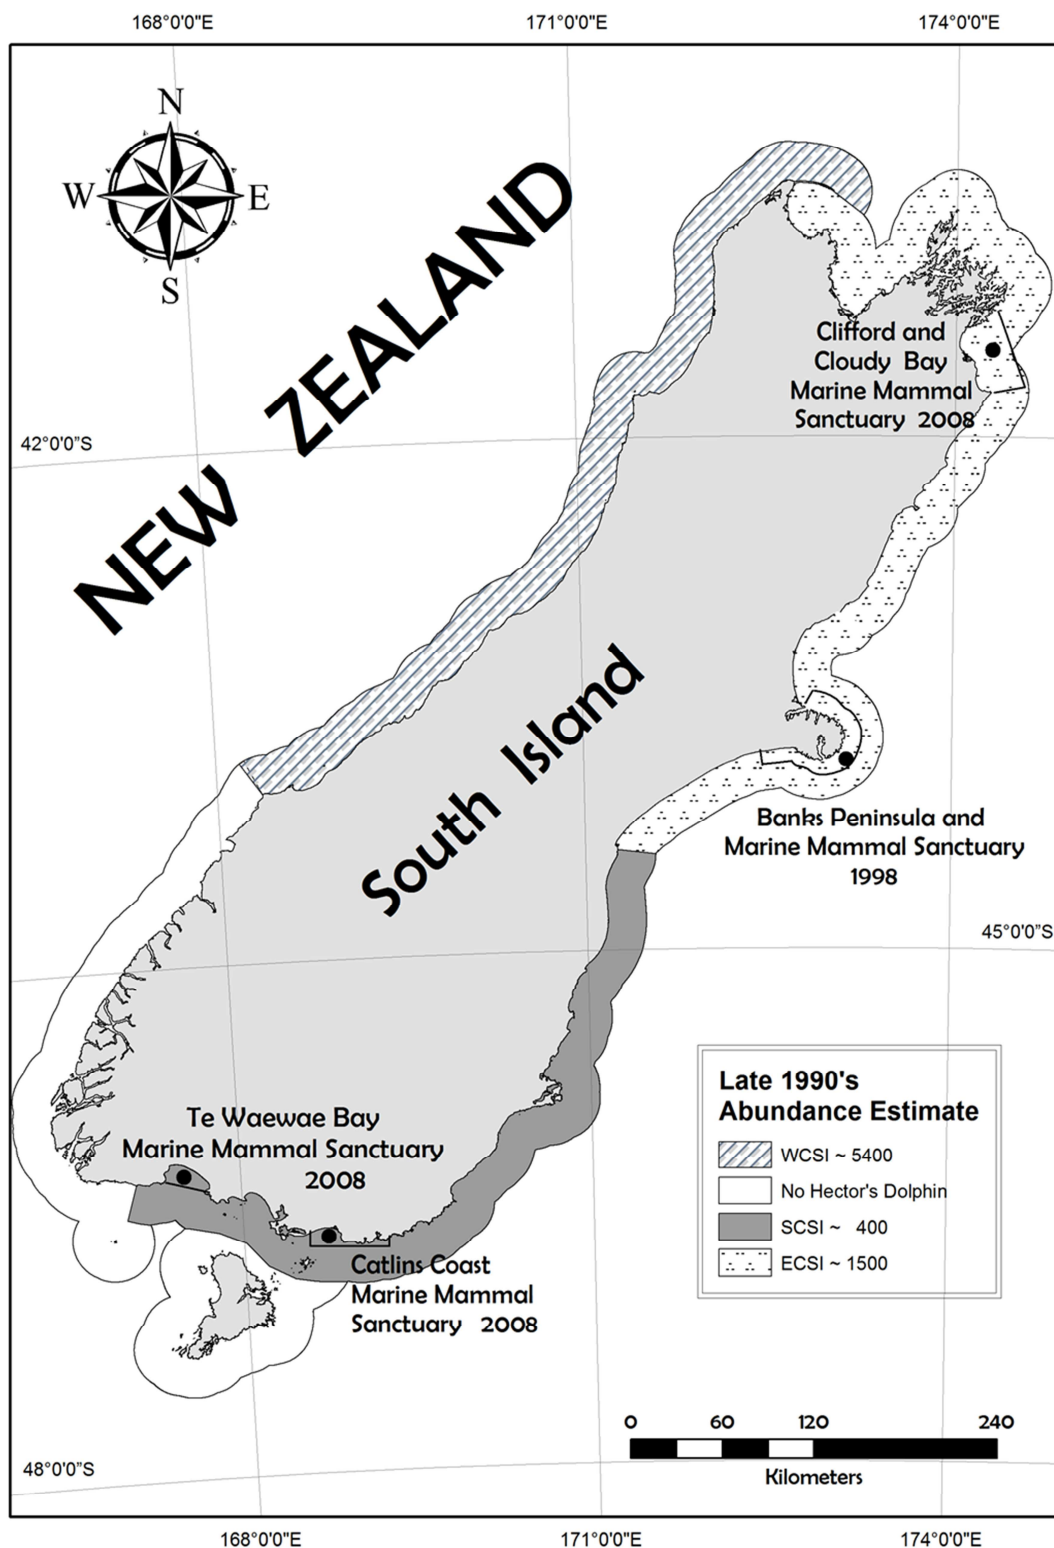 168°0'0"E
171°0'0"E
174°0'0"E
N
W
E
S
NEW ZEALAND
Clifford and
Cloudy Bay
Marine Mammal
Sanctuary 2008
42°0'0"S
South Island
Banks Peninsula and
Marine Mammal Sanctuary
1998
45°0'0"S
Te Waewae Bay
Marine Mammal Sanctuary
2008
Catlins Coast
Marine Mammal
Sanctuary 2008
Late 1990's
Abundance Estimate
WCSI ~ 5400
No Hector's Dolphin
SCSI ~ 400
ECSI ~ 1500
0 60 120 240
Kilometers
48°0'0"S
168°0'0"E
171°0'0"E
174°0'0"E